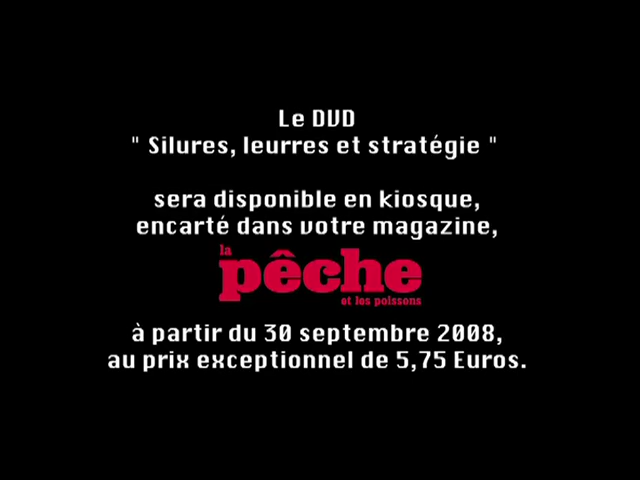 Le DVD
" Silures, leurres et stratégie "
sera disponible en kiosque,
encarté dans votre magazine,
la
pêche
et les poissons
à partir du 30 septembre 2008,
au prix exceptionnel de 5,75 Euros.